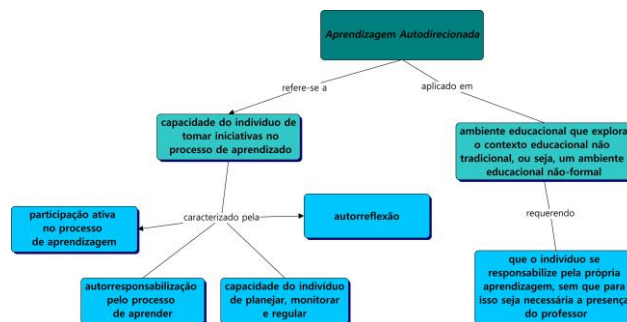 Aprendizagem Autodirecionada
refere-se a
aplicado em
capacidade do indivíduo de
tomar iniciativas no
processo de aprendizado
ambiente educacional que explora
o contexto educacional não
tradicional, ou seja, um ambiente
educacional não-formal
caracterizado pela
requerendo
participação ativa
no processo
de aprendizagem
autorreflexão
autorresponsabilização
pelo processo
de aprender
capacidade do indivíduo
de planejar, monitorar
e regular
que o indivíduo se
responsabilize pela própria
aprendizagem, sem que para
isso seja necessária a presença
do professor